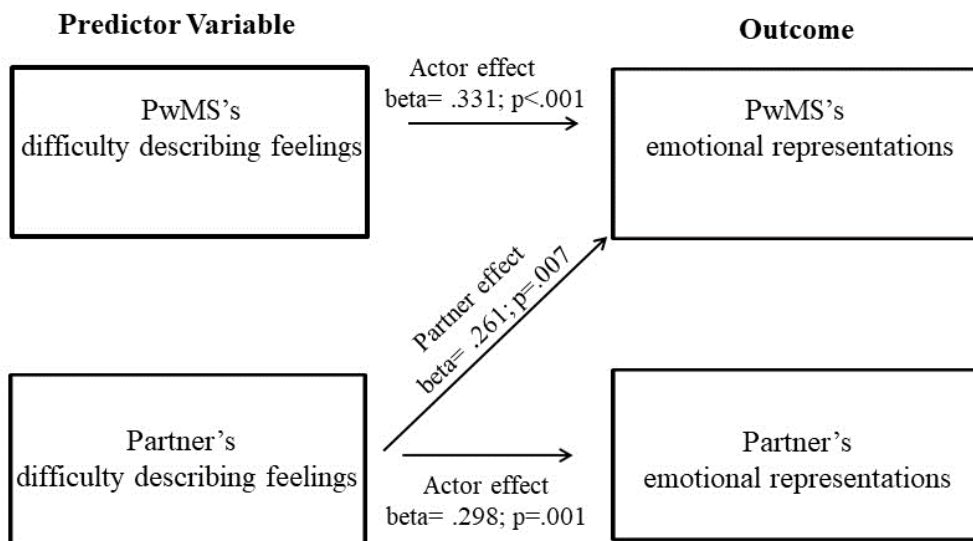 Predictor Variable
Outcome
PwMS's
difficulty describing feelings
Actor effect
beta= .331; p<.001
PwMS's
emotional representations
Partner effect
beta= .261; p=.007
Partner's
difficulty describing feelings
Actor effect
beta= .298; p=.001
Partner's
emotional representations